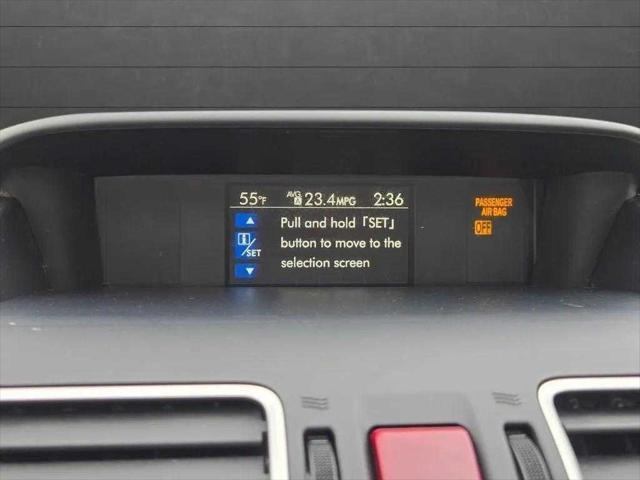 55°F AVG A 23.4MPG 2:36
Pull and hold「SET」
button to move to the
selection screen
i/SET
PASSENGER
AIR BAG
OFF